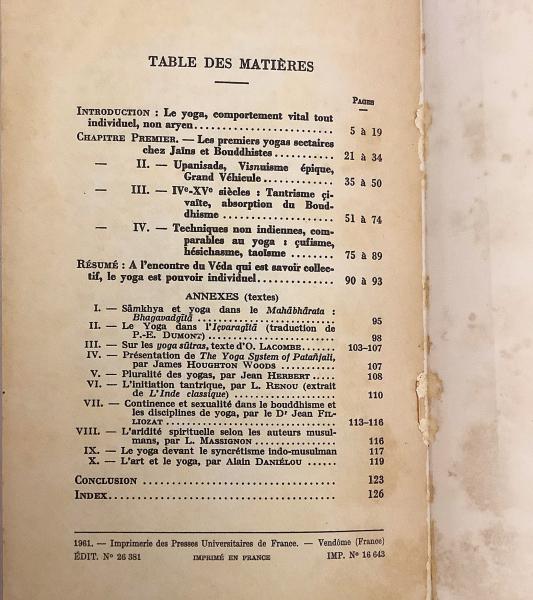 TABLE DES MATIÈRES
PAGES
INTRODUCTION : Le yoga, comportement vital tout
individuel, non aryen.................... 5 à 19
CHAPITRE PREMIER. — Les premiers yogas sectaires
chez Jaïns et Bouddhistes.......... 21 à 34
— II. — Upanisads, Visnuisme épique,
Grand Véhicule .................. 35 à 50
— III. — IVe-XVe siècles : Tantrisme çi-
vaïte, absorption du Boud-
dhisme ........................ 51 à 74
— IV. — Techniques non indiennes, com-
parables au yoga : çufisme,
hésichasme, taoïsme ............ 75 à 89
RÉSUMÉ : A l'encontre du Véda qui est savoir collec-
tif, le yoga est pouvoir individuel.............. 90 à 93
ANNEXES (textes)
I. — Sâmkhya et yoga dans le Mahâbhârata :
Bhagavadgîtâ ............................ 95
II. — Le Yoga dans l'Içvaragîtâ (traduction de
P.-E. DUMONT) .......................... 98
III. — Sur les yoga sûtras, texte d'O. LACOMBE. 103-107
IV. — Présentation de The Yoga System of Patañjali,
par James HOUGHTON WOODS .............. 107
V. — Pluralité des yogas, par Jean HERBERT.. 108
VI. — L'initiation tantrique, par L. RENOU (extrait
de L'Inde classique) .................... 110
VII. — Continence et sexualité dans le bouddhisme et
les disciplines de yoga, par le Dr Jean FIL-
LIOZAT .................................. 113-116
VIII. — L'aridité spirituelle selon les auteurs musul-
mans, par L. MASSIGNON ................ 116
IX. — Le yoga devant le syncrétisme indo-musulman 117
X. — L'art et le yoga, par Alain DANIÉLOU ...... 119
CONCLUSION .................................. 123
INDEX........................................ 126
1961. — Imprimerie des Presses Universitaires de France. — Vendôme (France)
ÉDIT. N° 26 381 IMPRIMÉ EN FRANCE IMP. N° 16 643